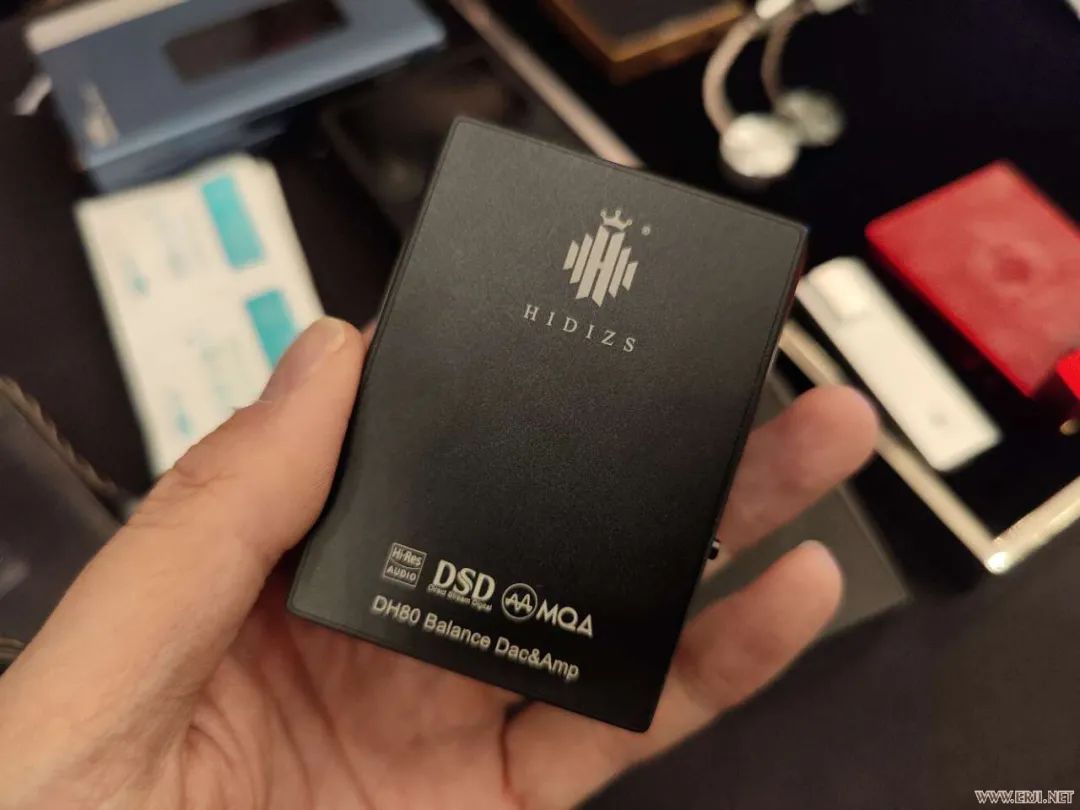 ®
HIDIZS
Hi-Res
AUDIO
DSD
Direct Stream Digital
MQA
DH80 Balance Dac&Amp
WWW.ERJI.NET